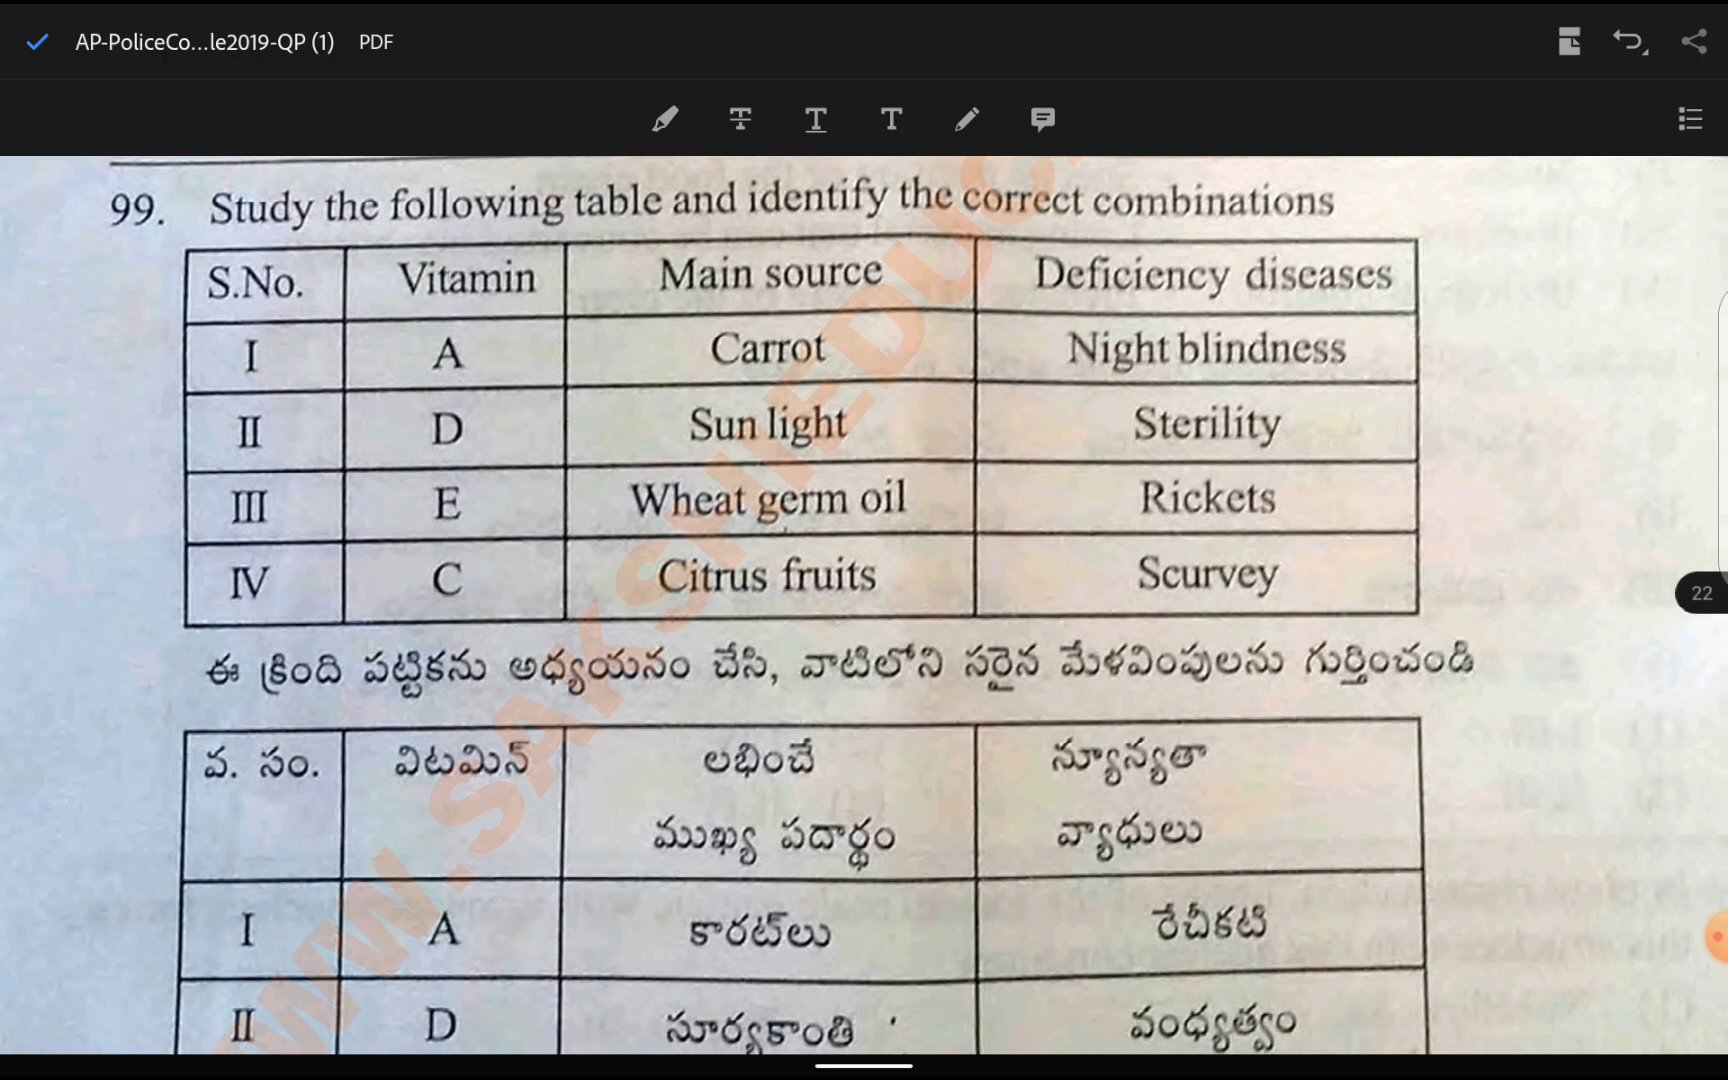 AP-PoliceCo...le2019-QP (1) PDF
99. Study the following table and identify the correct combinations
S.No. Vitamin Main source Deficiency diseases
I A Carrot Night blindness
II D Sun light Sterility
III E Wheat germ oil Rickets
IV C Citrus fruits Scurvey
22
ఈ క్రింది పట్టికను అధ్యయనం చేసి, వాటిలోని సరైన మేళవింపులను గుర్తించండి
వ. సం. విటమిన్ లభించే న్యూన్యతా
ముఖ్య పదార్థం వ్యాధులు
I A కారట్‌లు రేచీకటి
II D సూర్యకాంతి వంధ్యత్వం
WWW.SAKSHIEDUC.